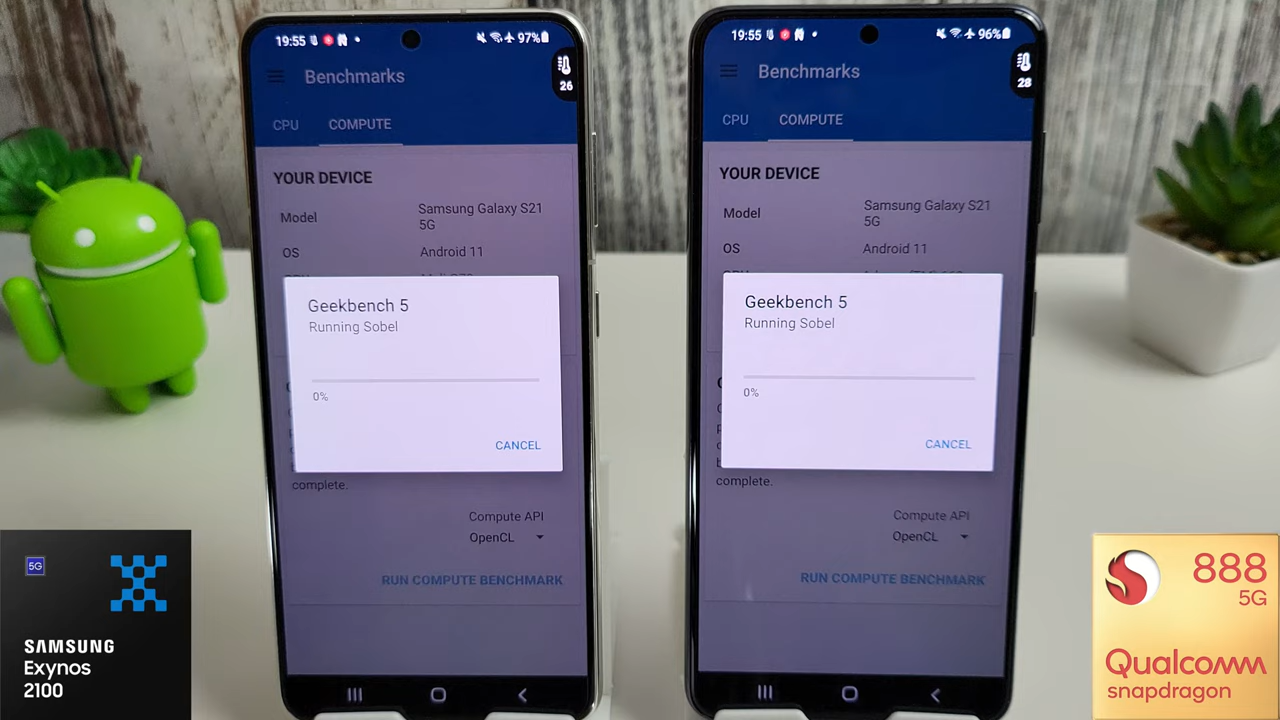 19:55
97%
26
Benchmarks
CPU
COMPUTE
YOUR DEVICE
Model
Samsung Galaxy S21
5G
OS
Android 11
Geekbench 5
Running Sobel
0%
CANCEL
complete.
Compute API
OpenCL
RUN COMPUTE BENCHMARK
19:55
96%
28
Benchmarks
CPU
COMPUTE
YOUR DEVICE
Model
Samsung Galaxy S21
5G
OS
Android 11
Geekbench 5
Running Sobel
0%
CANCEL
complete.
Compute API
OpenCL
RUN COMPUTE BENCHMARK
5G
SAMSUNG
Exynos
2100
888
5G
Qualcomm
snapdragon